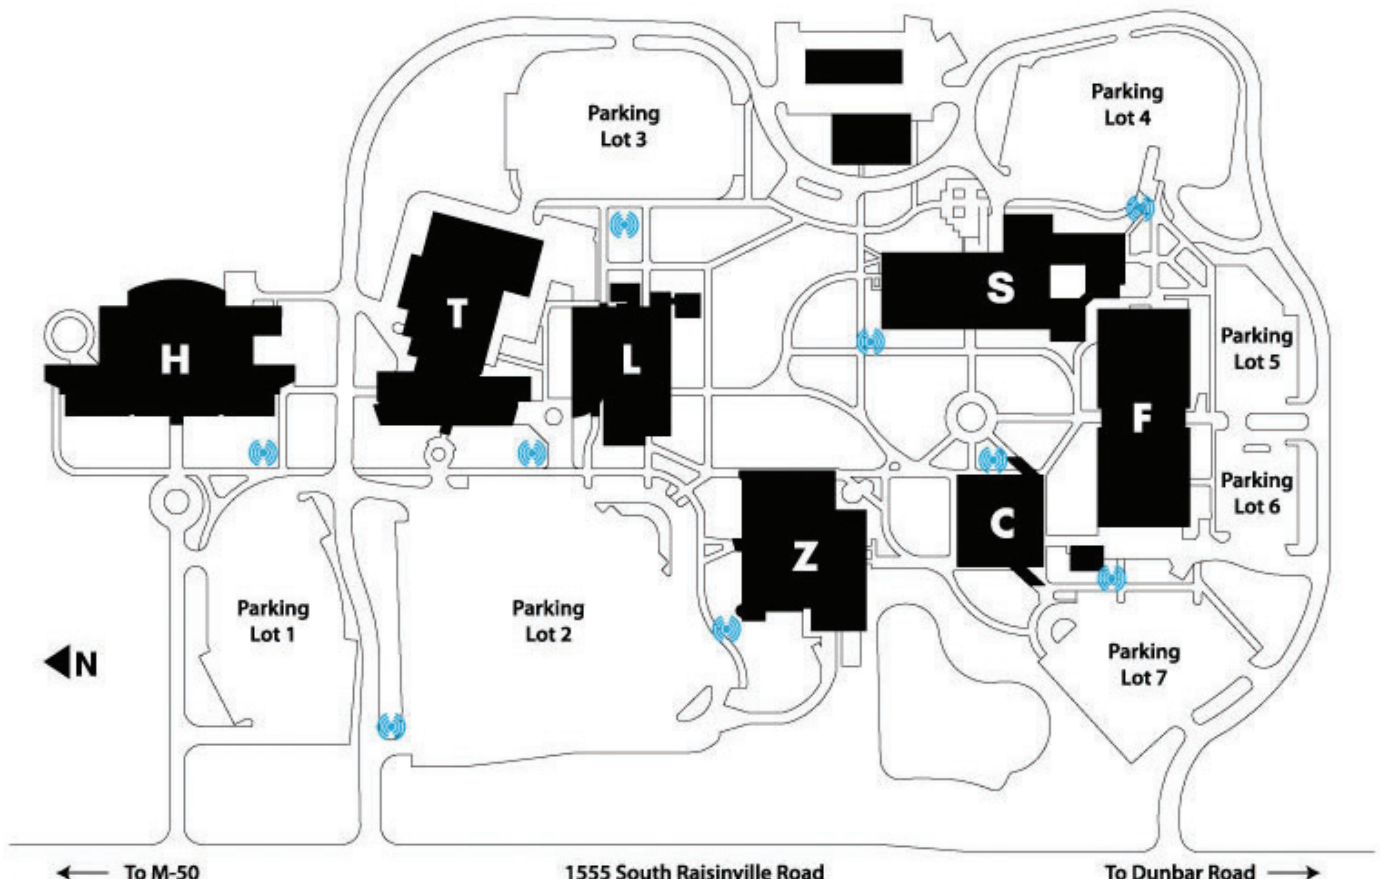 Parking
Lot 3
Parking
Lot 4
S
T
Parking
Lot 5
H
L
F
Parking
Lot 6
C
Z
Parking
Lot 1
Parking
Lot 2
Parking
Lot 7
N
To M-50
1555 South Raisinville Road
To Dunbar Road